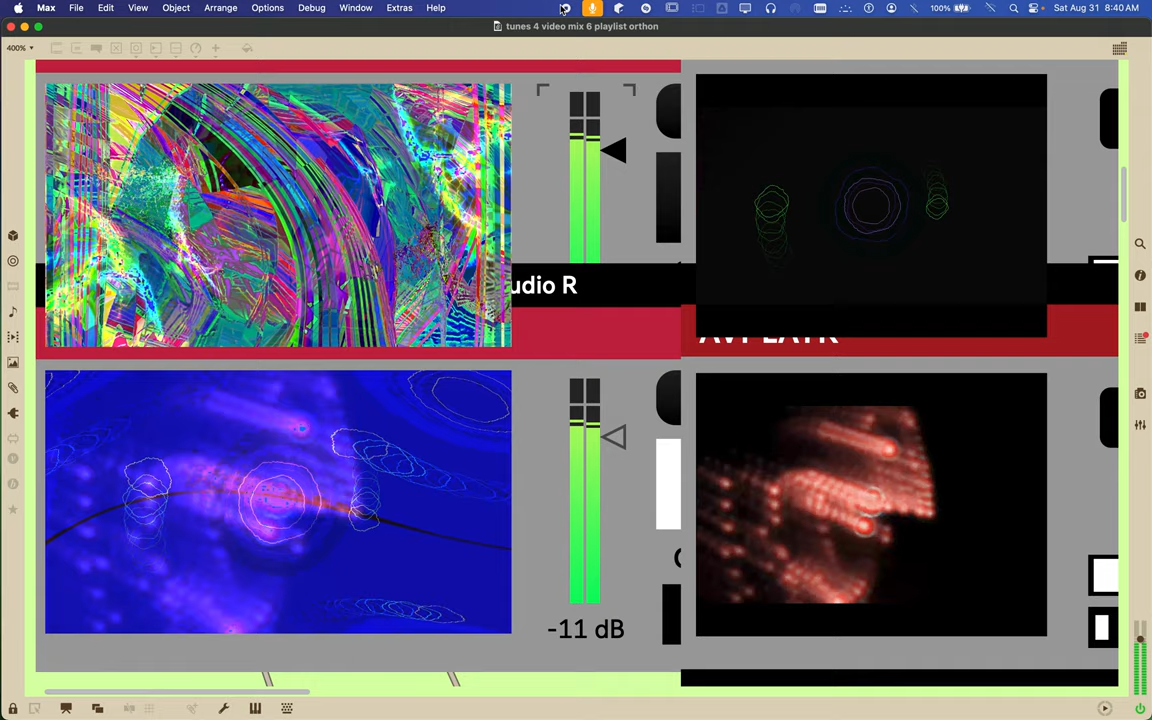 Max File Edit View Object Arrange Options Debug Window Extras Help 100% Sat Aug 31 8:40 AM
tunes 4 video mix 6 playlist orthon
400%
udio R
-11 dB